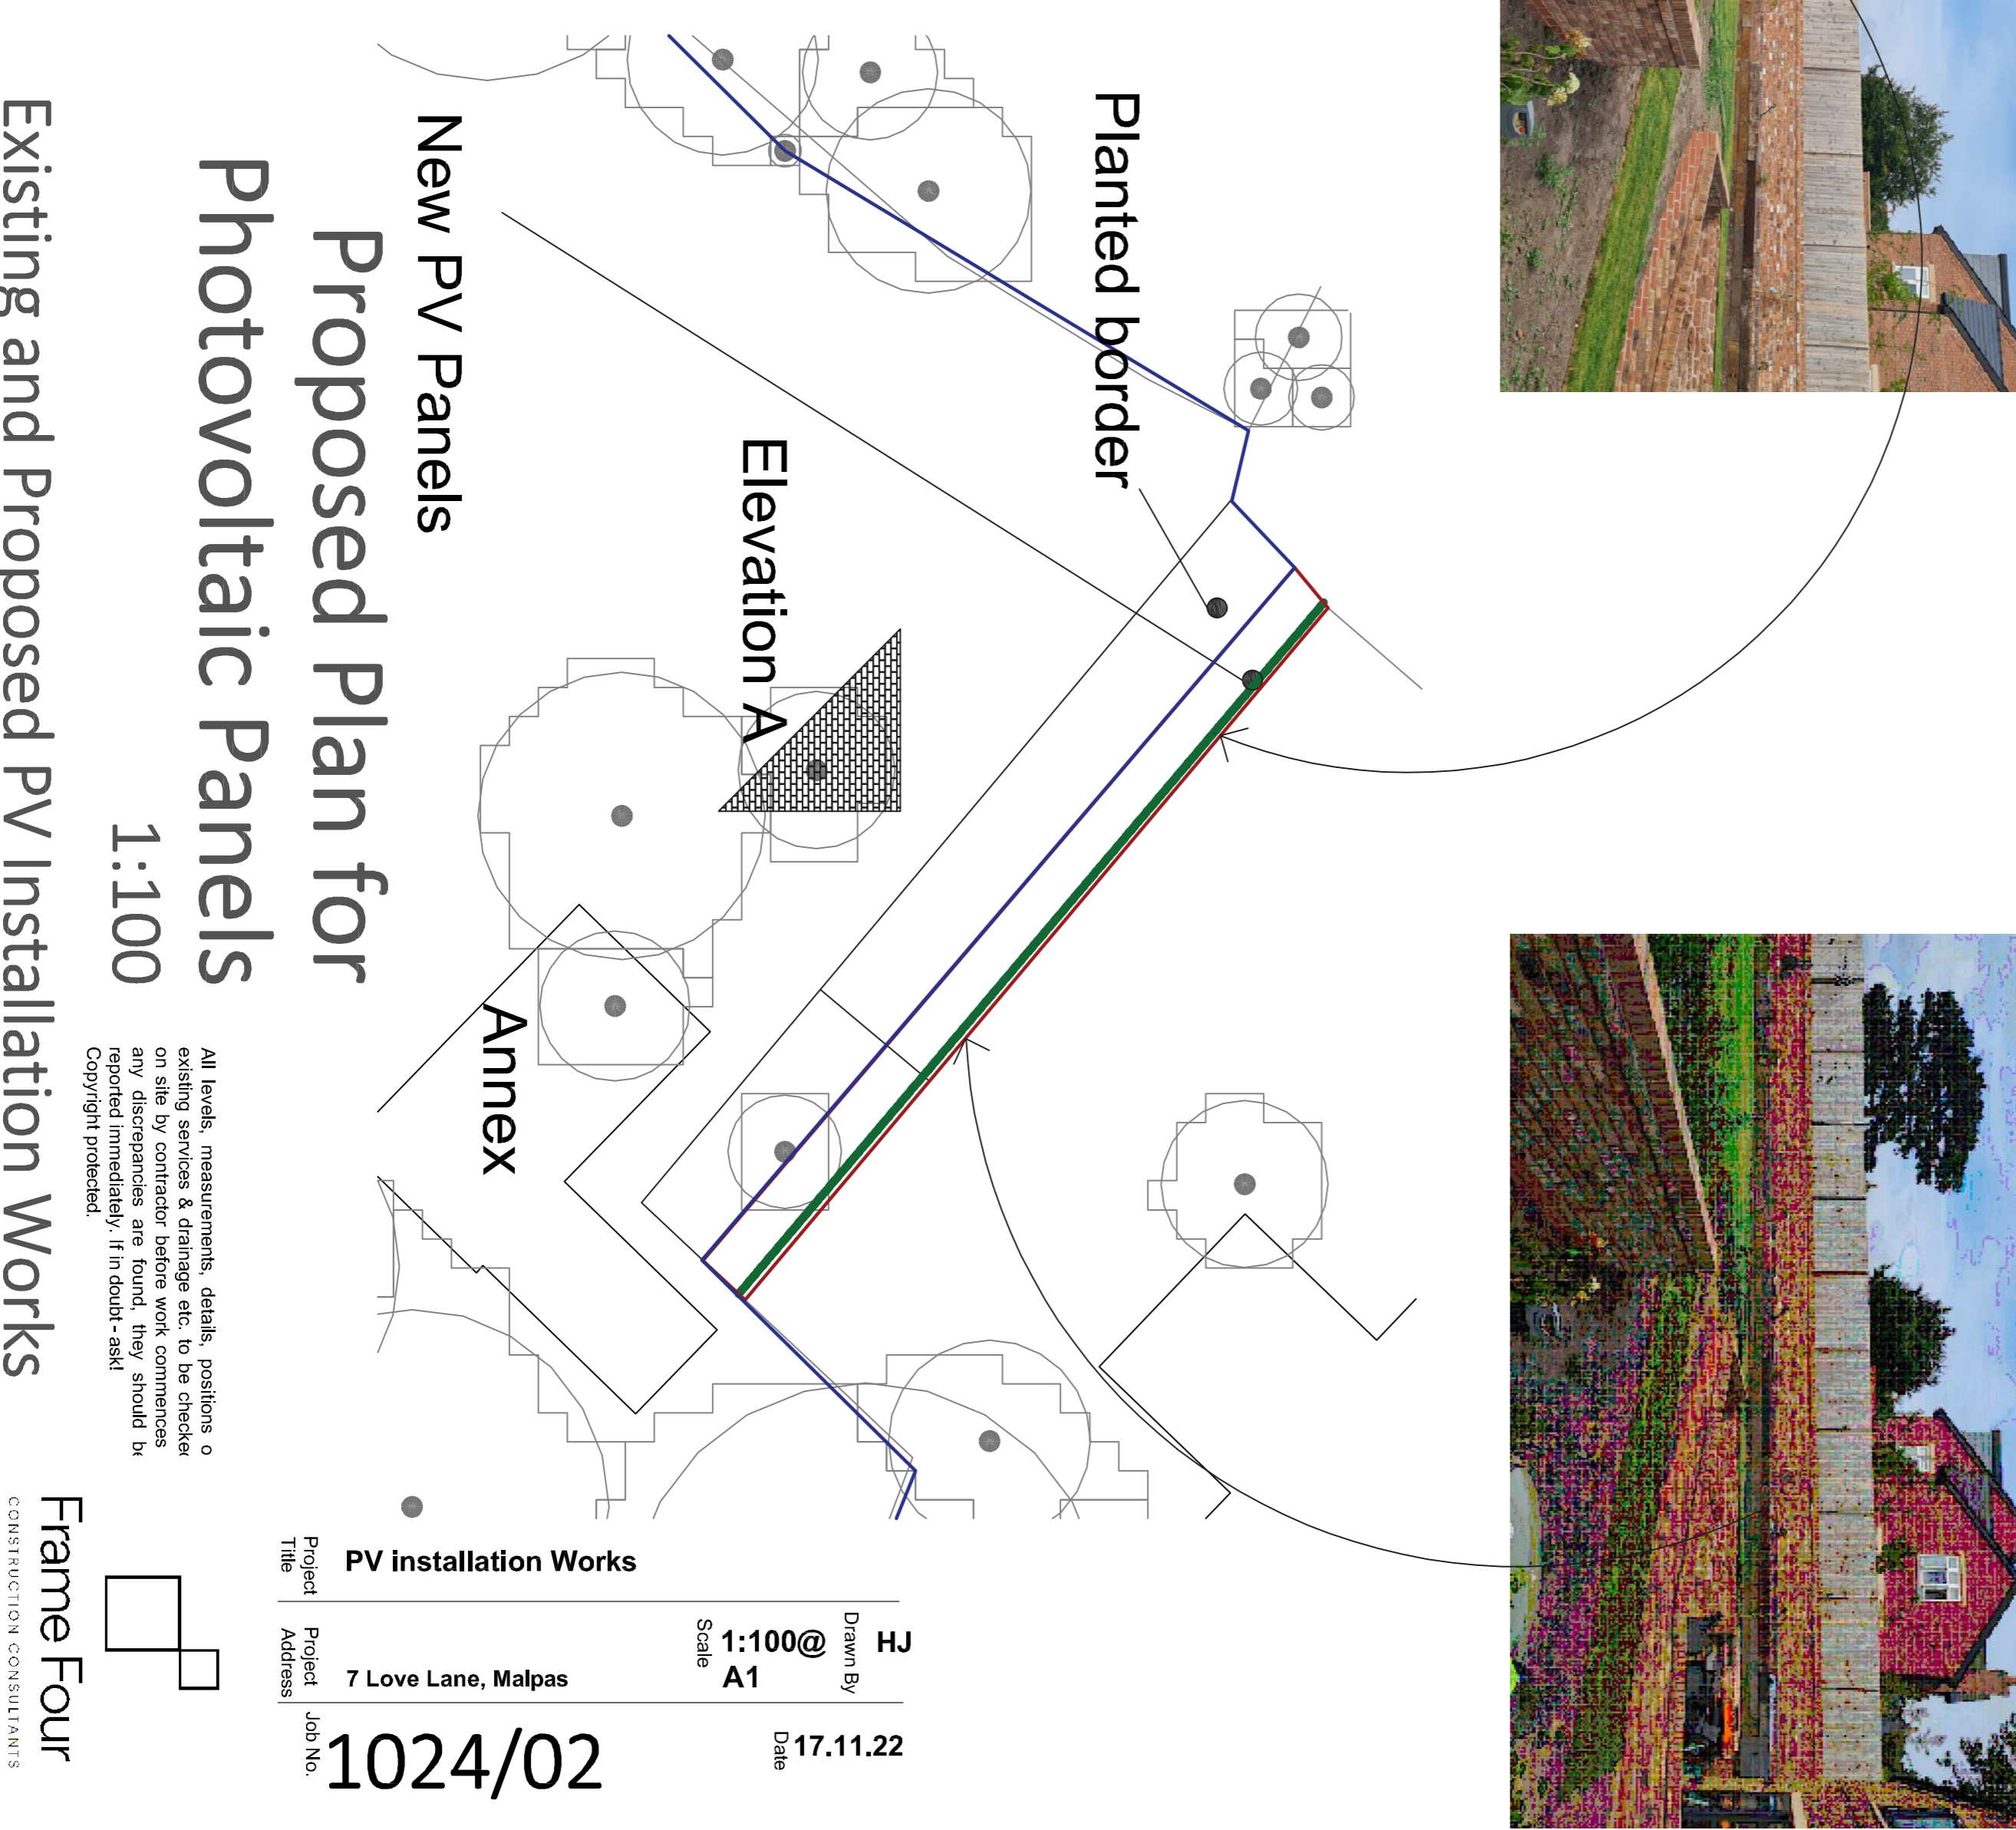 Planted border
Elevation A
New PV Panels
Annex
Proposed Plan for
Photovoltaic Panels
1:100
Existing and Proposed PV Installation Works
All levels, measurements, details, positions o
existing services & drainage etc. to be checked
on site by contractor before work commences
any discrepancies are found, they should be
reported immediately. If in doubt - ask!
Copyright protected.
Frame Four
CONSTRUCTION CONSULTANTS
Project
Title
PV installation Works
Project
Address
7 Love Lane, Malpas
Scale
1:100@
A1
Drawn By
HJ
Job No.
1024/02
Date
17.11.22